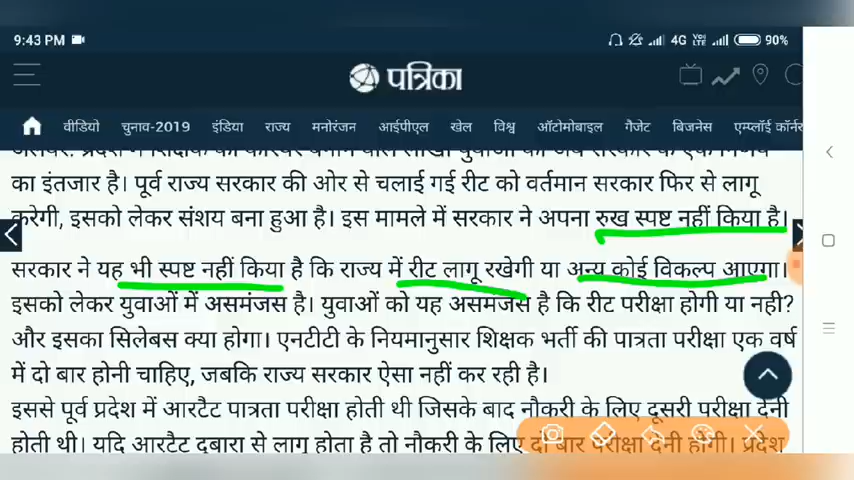 9:43 PM 4G VoLTE 90%
पत्रिका
वीडियो चुनाव-2019 इंडिया राज्य मनोरंजन आईपीएल खेल विश्व ऑटोमोबाइल गैजेट बिजनेस एम्प्लॉई कॉर्नर
का इंतजार है। पूर्व राज्य सरकार की ओर से चलाई गई रीट को वर्तमान सरकार फिर से लागू
करेगी, इसको लेकर संशय बना हुआ है। इस मामले में सरकार ने अपना रुख स्पष्ट नहीं किया है।
सरकार ने यह भी स्पष्ट नहीं किया है कि राज्य में रीट लागू रखेगी या अन्य कोई विकल्प आएगा।
इसको लेकर युवाओं में असमंजस है। युवाओं को यह असमंजस है कि रीट परीक्षा होगी या नही?
और इसका सिलेबस क्या होगा। एनटीटी के नियमानुसार शिक्षक भर्ती की पात्रता परीक्षा एक वर्ष
में दो बार होनी चाहिए, जबकि राज्य सरकार ऐसा नहीं कर रही है।
इससे पूर्व प्रदेश में आरटैट पात्रता परीक्षा होती थी जिसके बाद नौकरी के लिए दूसरी परीक्षा देनी
होती थी। यदि आरटैट दुबारा से लागू होता है तो नौकरी के लिए दो बार परीक्षा देनी होगी। प्रदेश